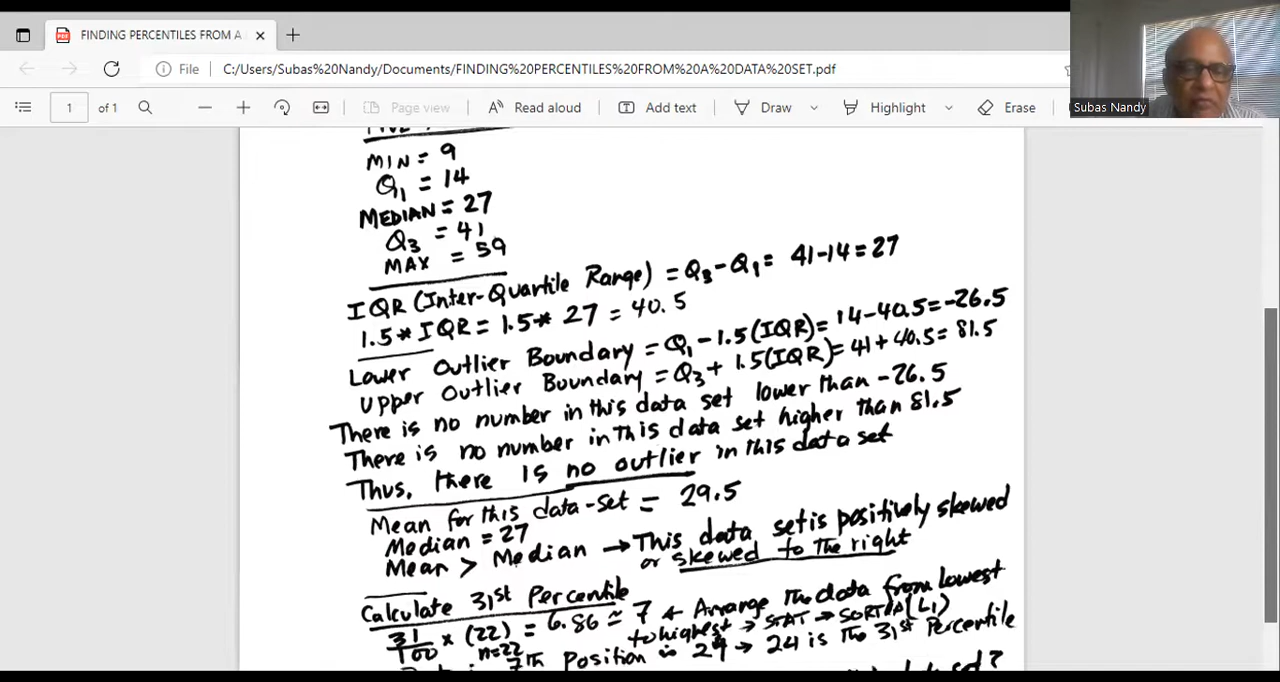 FINDING PERCENTILES FROM A
File C:/Users/Subas%20Nandy/Documents/FINDING%20PERCENTILES%20FROM%20A%20DATA%20SET.pdf
1 of 1 Page view Read aloud Add text Draw Highlight Erase
Subas Nandy
MIN = 9
Q1 = 14
MEDIAN = 27
Q3 = 41
MAX = 59
IQR (Inter-Quartile Range) = Q3 - Q1 = 41-14 = 27
1.5* IQR = 1.5* 27 = 40.5
Lower Outlier Boundary = Q1 - 1.5(IQR) = 14-40.5 = -26.5
Upper Outlier Boundary = Q3 + 1.5(IQR) = 41+40.5 = 81.5
There is no number in this data set lower than -26.5
There is no number in this data set higher than 81.5
Thus, there is no outlier in this data set
Mean for this data-set = 29.5
Median = 27
Mean > Median → This data set is positively skewed
or skewed to the right
Calculate 31st Percentile
31/100 x (22) = 6.86 ≃ 7 ← Arrange the data from lowest
n=22 to highest → STAT → SORTA(L1)
7th Position is 24 → 24 is the 31st Percentile